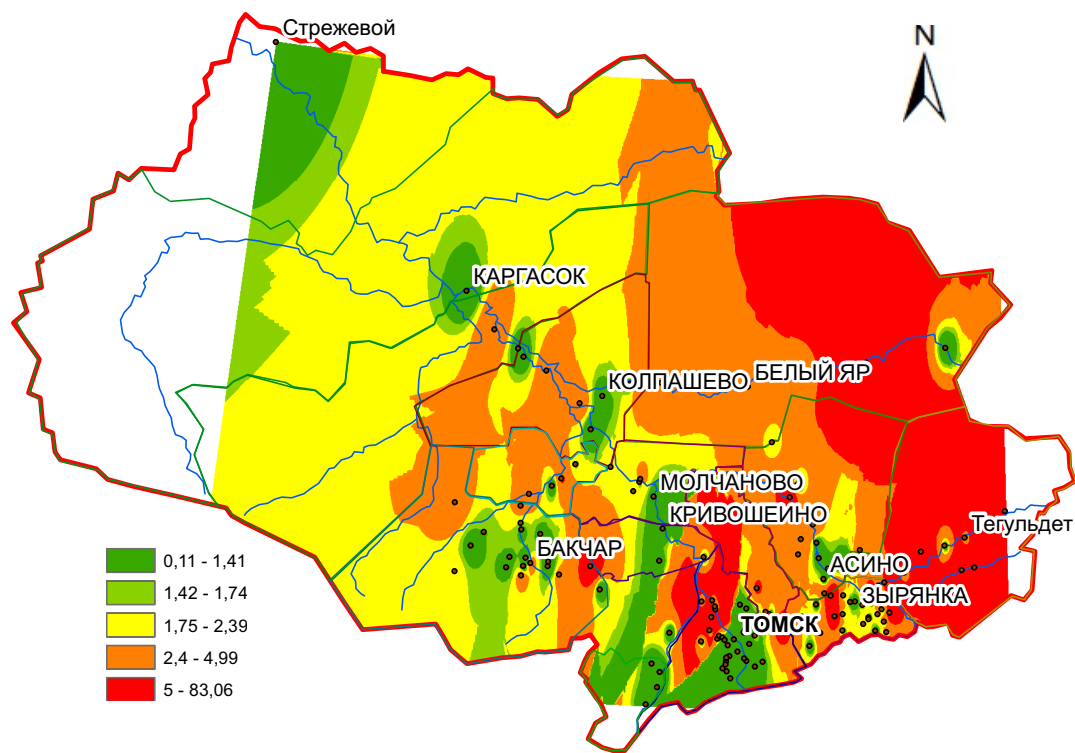 Стрежевой
N
КАРГАСОК
КОЛПАШЕВО
БЕЛЫЙ ЯР
МОЛЧАНОВО
КРИВОШЕИНО
Тегульдет
БАКЧАР
АСИНО
ЗЫРЯНКА
ТОМСК
0,11 - 1,41
1,42 - 1,74
1,75 - 2,39
2,4 - 4,99
5 - 83,06